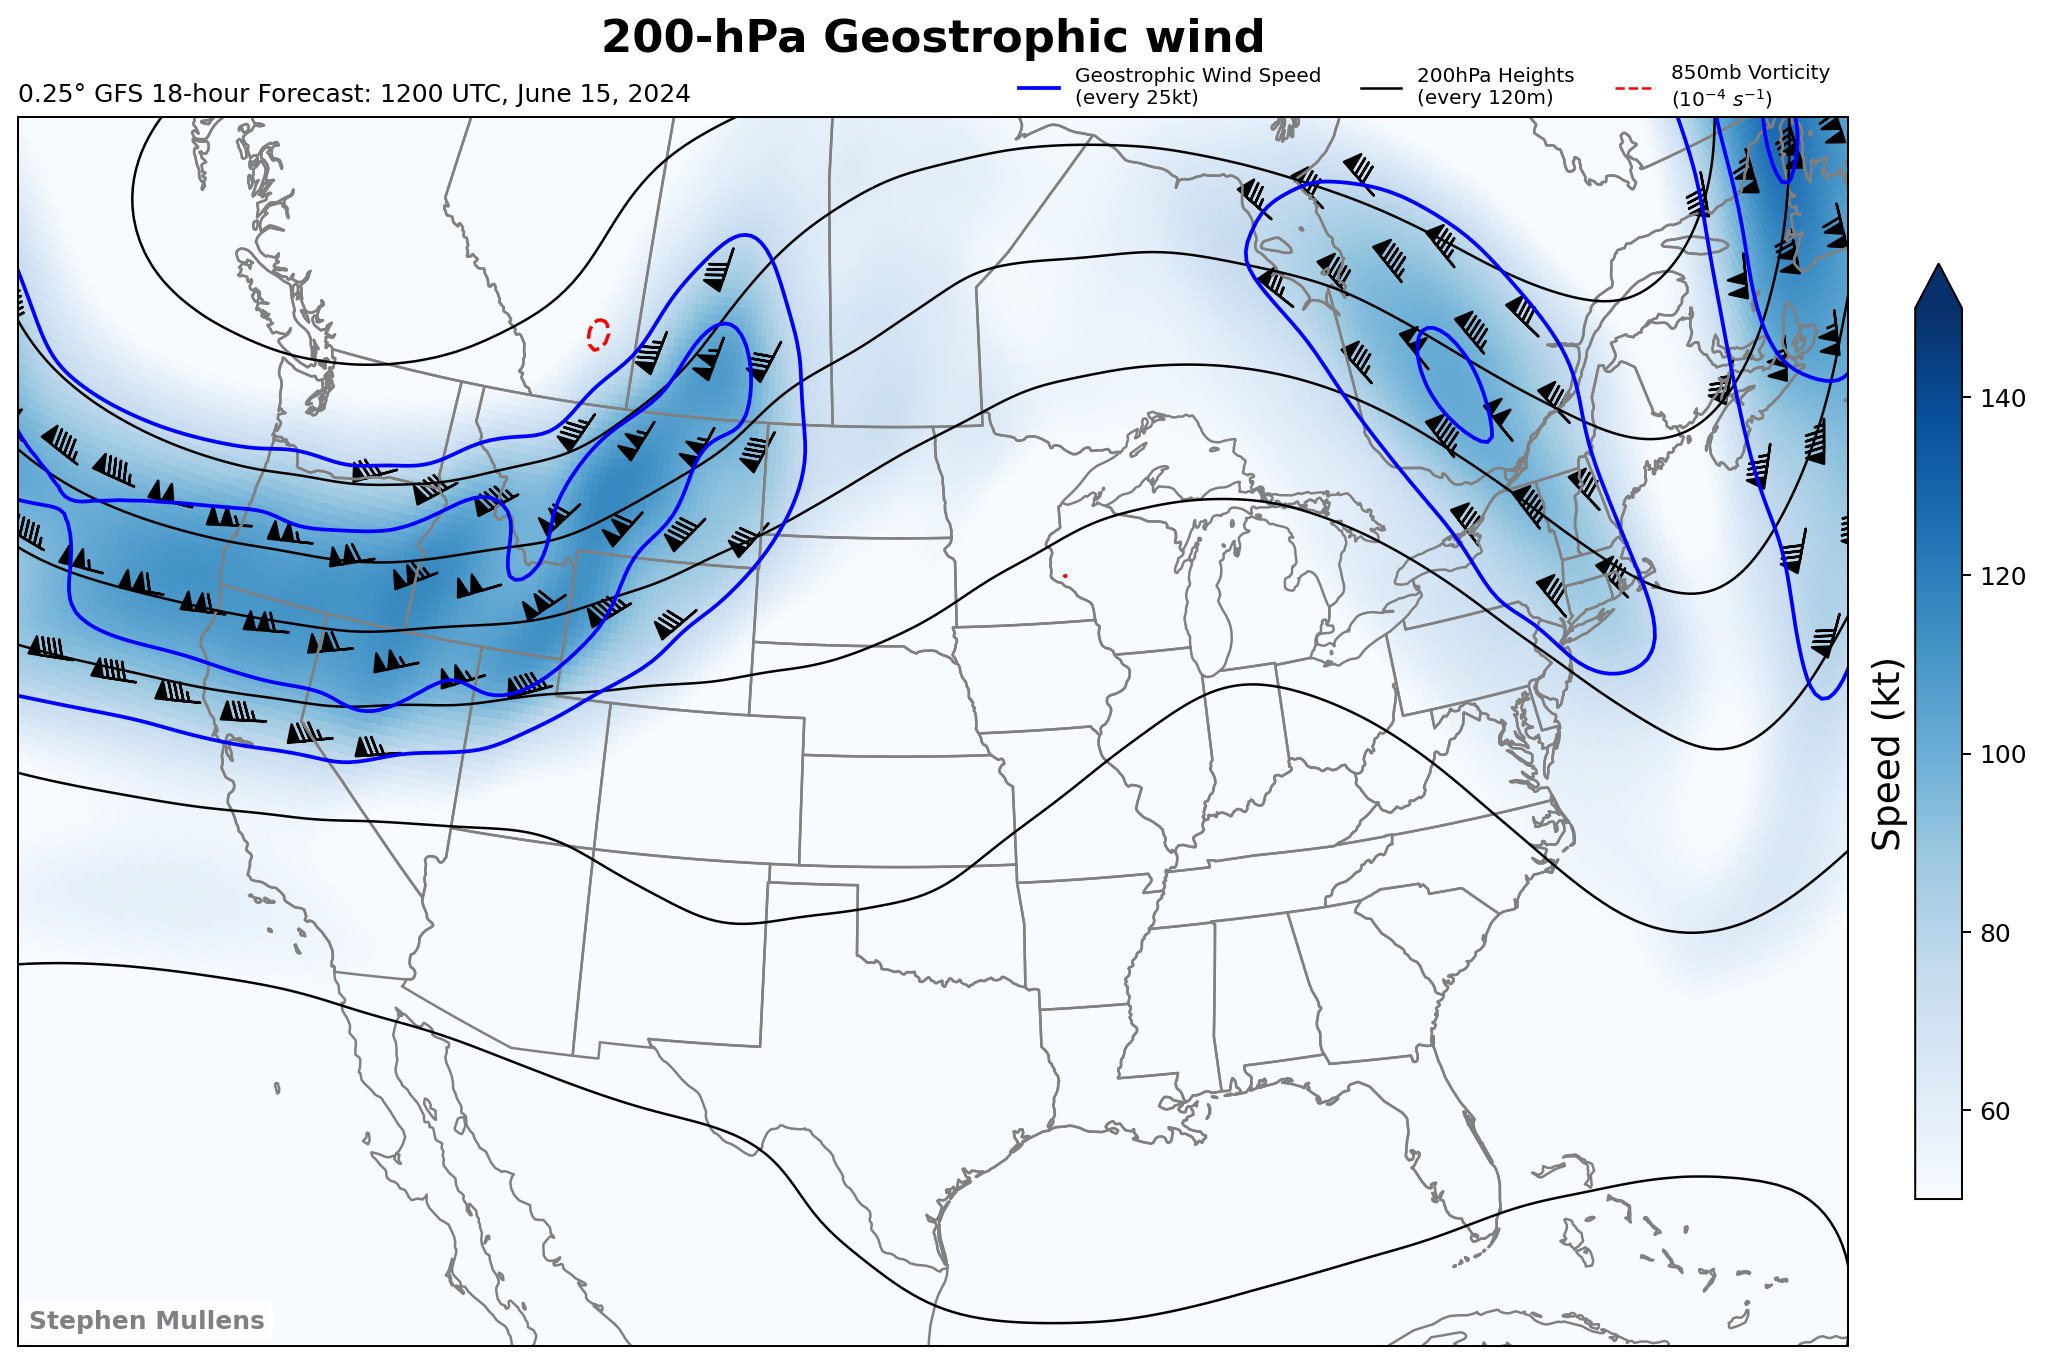 200-hPa Geostrophic wind
0.25° GFS 18-hour Forecast: 1200 UTC, June 15, 2024
Geostrophic Wind Speed
(every 25kt)
200hPa Heights
(every 120m)
850mb Vorticity
(10⁻⁴ s⁻¹)
140
120
100
80
60
Speed (kt)
Stephen Mullens